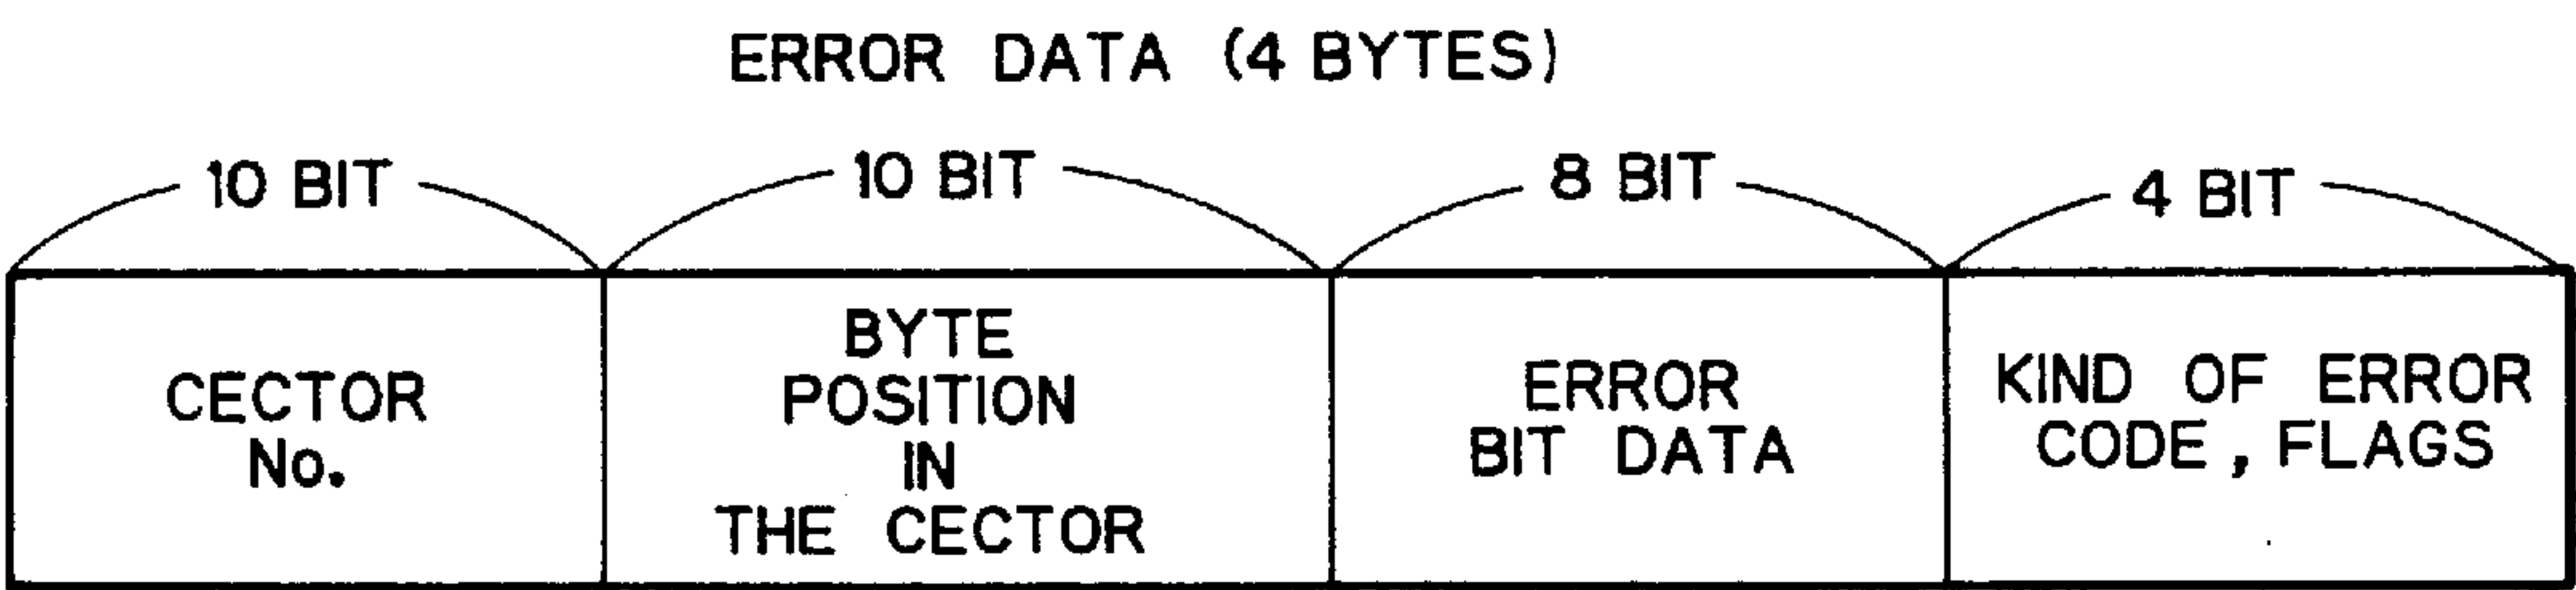 ERROR DATA (4 BYTES)
10 BIT
10 BIT
8 BIT
4 BIT
CECTOR
No.
BYTE
POSITION
IN
THE CECTOR
ERROR
BIT DATA
KIND OF ERROR
CODE, FLAGS